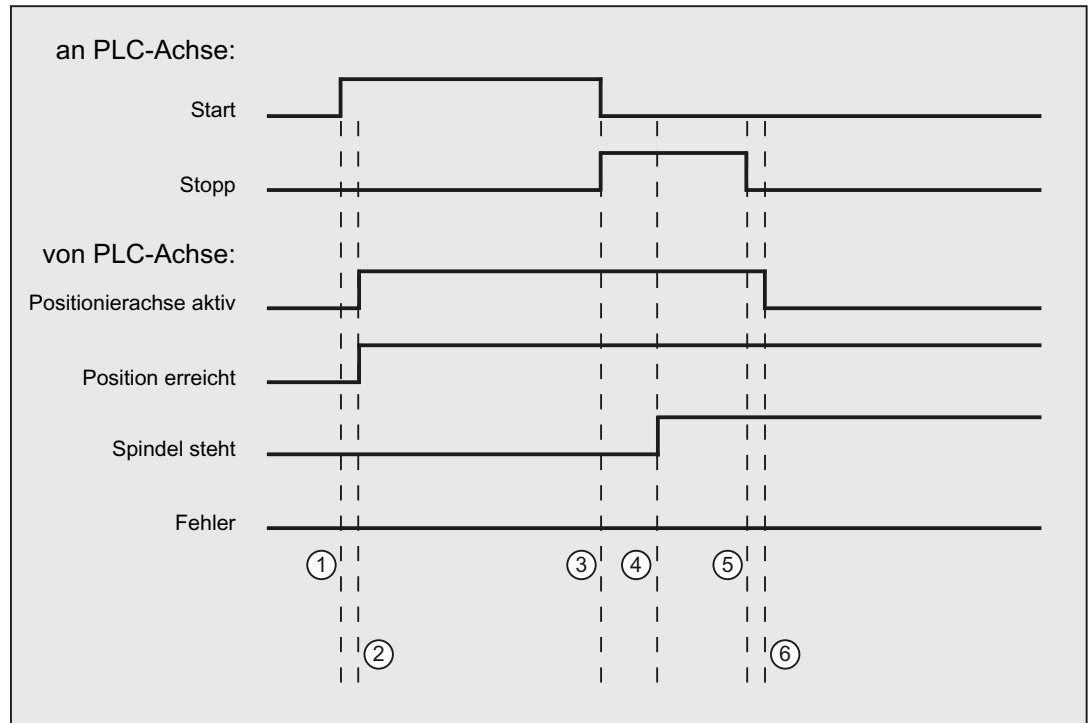 an PLC-Achse:
Start
Stopp
von PLC-Achse:
Positionierachse aktiv
Position erreicht
Spindel steht
Fehler
① ③ ④ ⑤
② ⑥